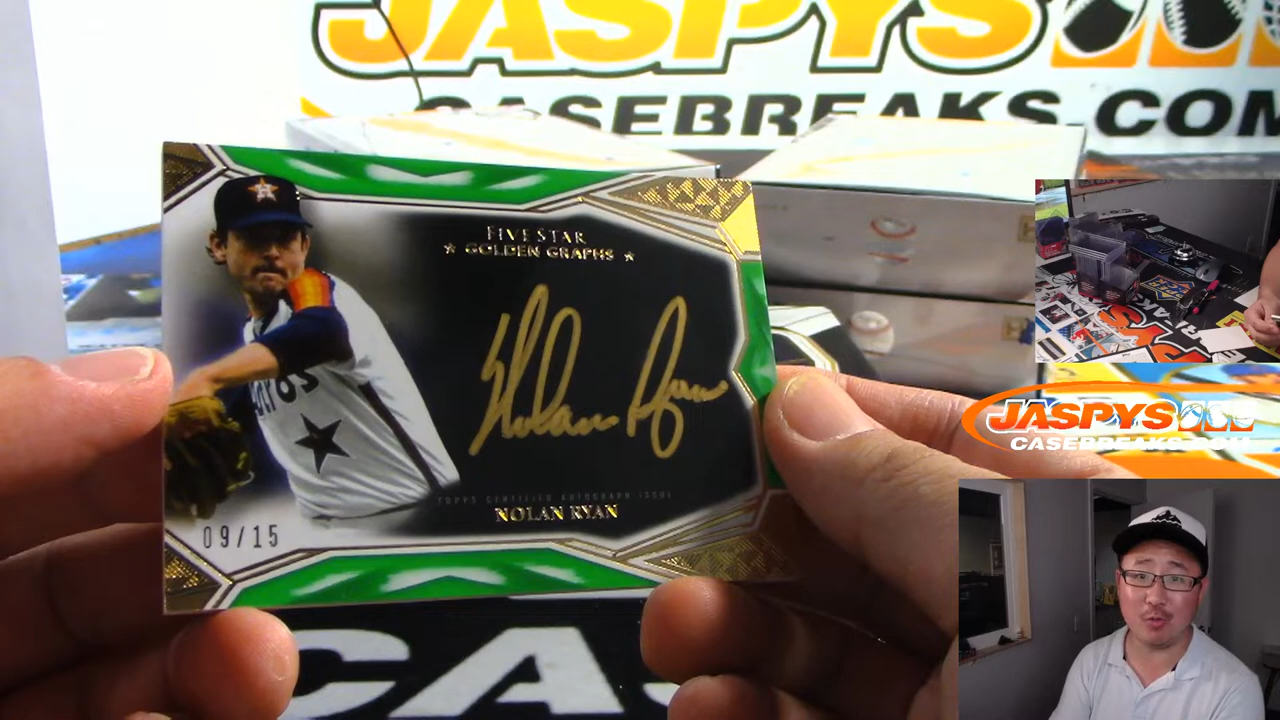 JASPYS
CASEBREAKS.COM
FIVE STAR
★ GOLDEN GRAPHS ★
Nolan Ryan
TOPPS CERTIFIED AUTOGRAPH ISSUE
NOLAN RYAN
09/15
JASPYS
CASEBREAKS.COM
CAS